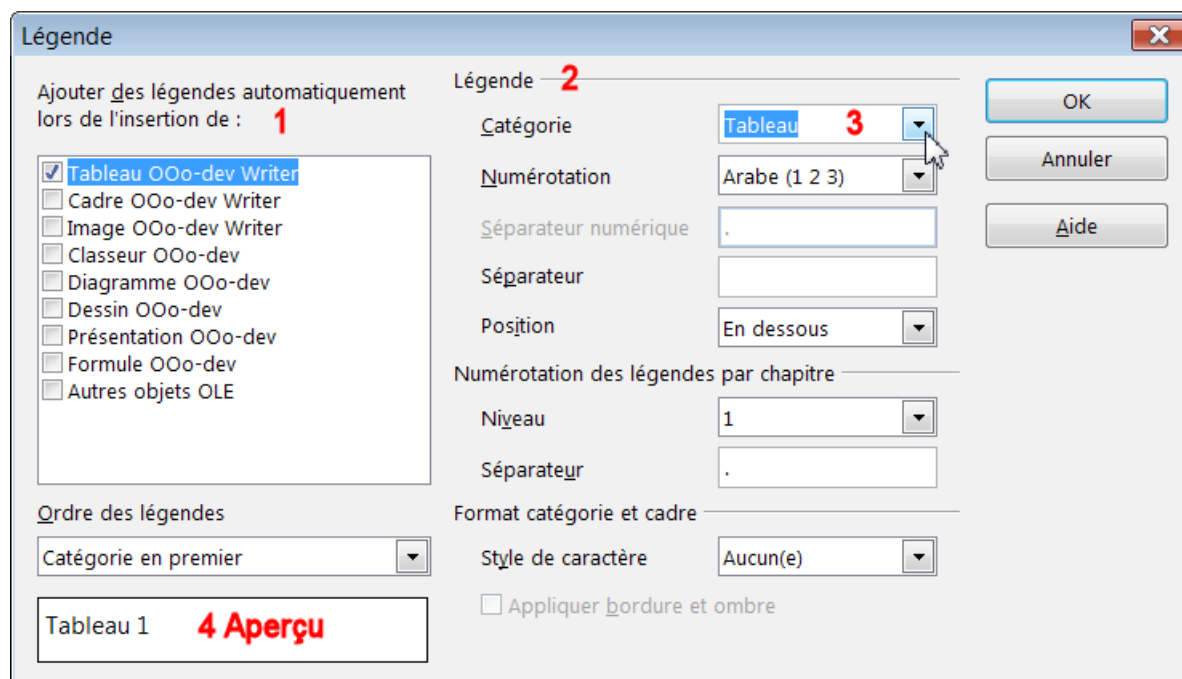 Légende
Ajouter des légendes automatiquement
lors de l'insertion de : 1
Tableau OOo-dev Writer
Cadre OOo-dev Writer
Image OOo-dev Writer
Classeur OOo-dev
Diagramme OOo-dev
Dessin OOo-dev
Présentation OOo-dev
Formule OOo-dev
Autres objets OLE
Ordre des légendes
Catégorie en premier
Tableau 1 4 Aperçu
Légende 2
Catégorie Tableau 3
Numérotation Arabe (1 2 3)
Séparateur numérique .
Séparateur
Position En dessous
Numérotation des légendes par chapitre
Niveau 1
Séparateur .
Format catégorie et cadre
Style de caractère Aucun(e)
Appliquer bordure et ombre
OK
Annuler
Aide